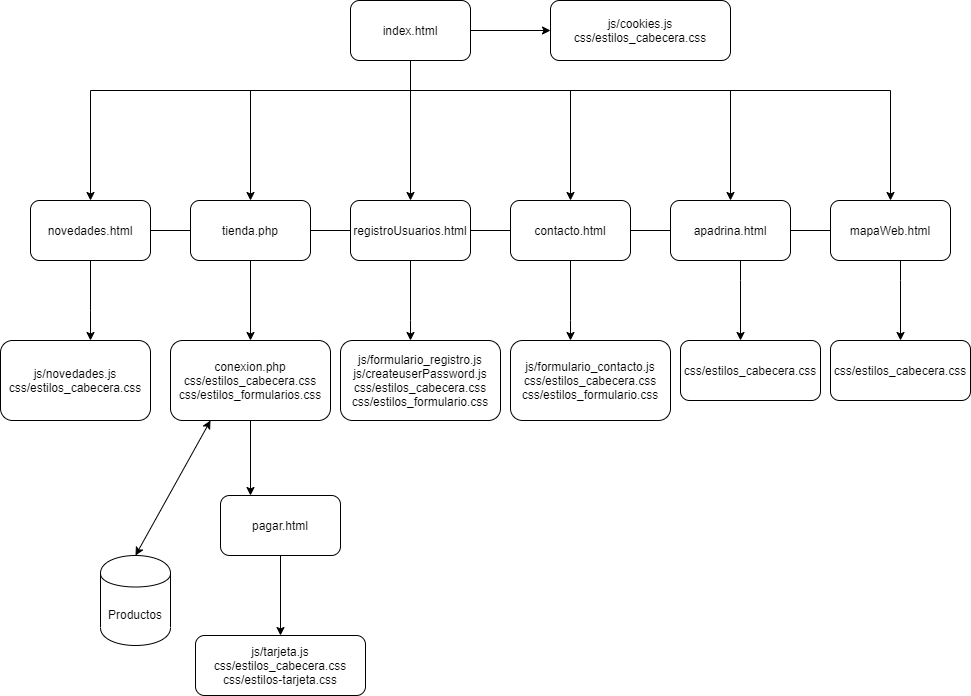 index.html
js/cookies.js
css/estilos_cabecera.css
novedades.html
tienda.php
registroUsuarios.html
contacto.html
apadrina.html
mapaWeb.html
js/novedades.js
css/estilos_cabecera.css
conexion.php
css/estilos_cabecera.css
css/estilos_formularios.css
js/formulario_registro.js
js/createuserPassword.js
css/estilos_cabecera.css
css/estilos_formulario.css
js/formulario_contacto.js
css/estilos_cabecera.css
css/estilos_formulario.css
css/estilos_cabecera.css
css/estilos_cabecera.css
pagar.html
Productos
js/tarjeta.js
css/estilos_cabecera.css
css/estilos-tarjeta.css